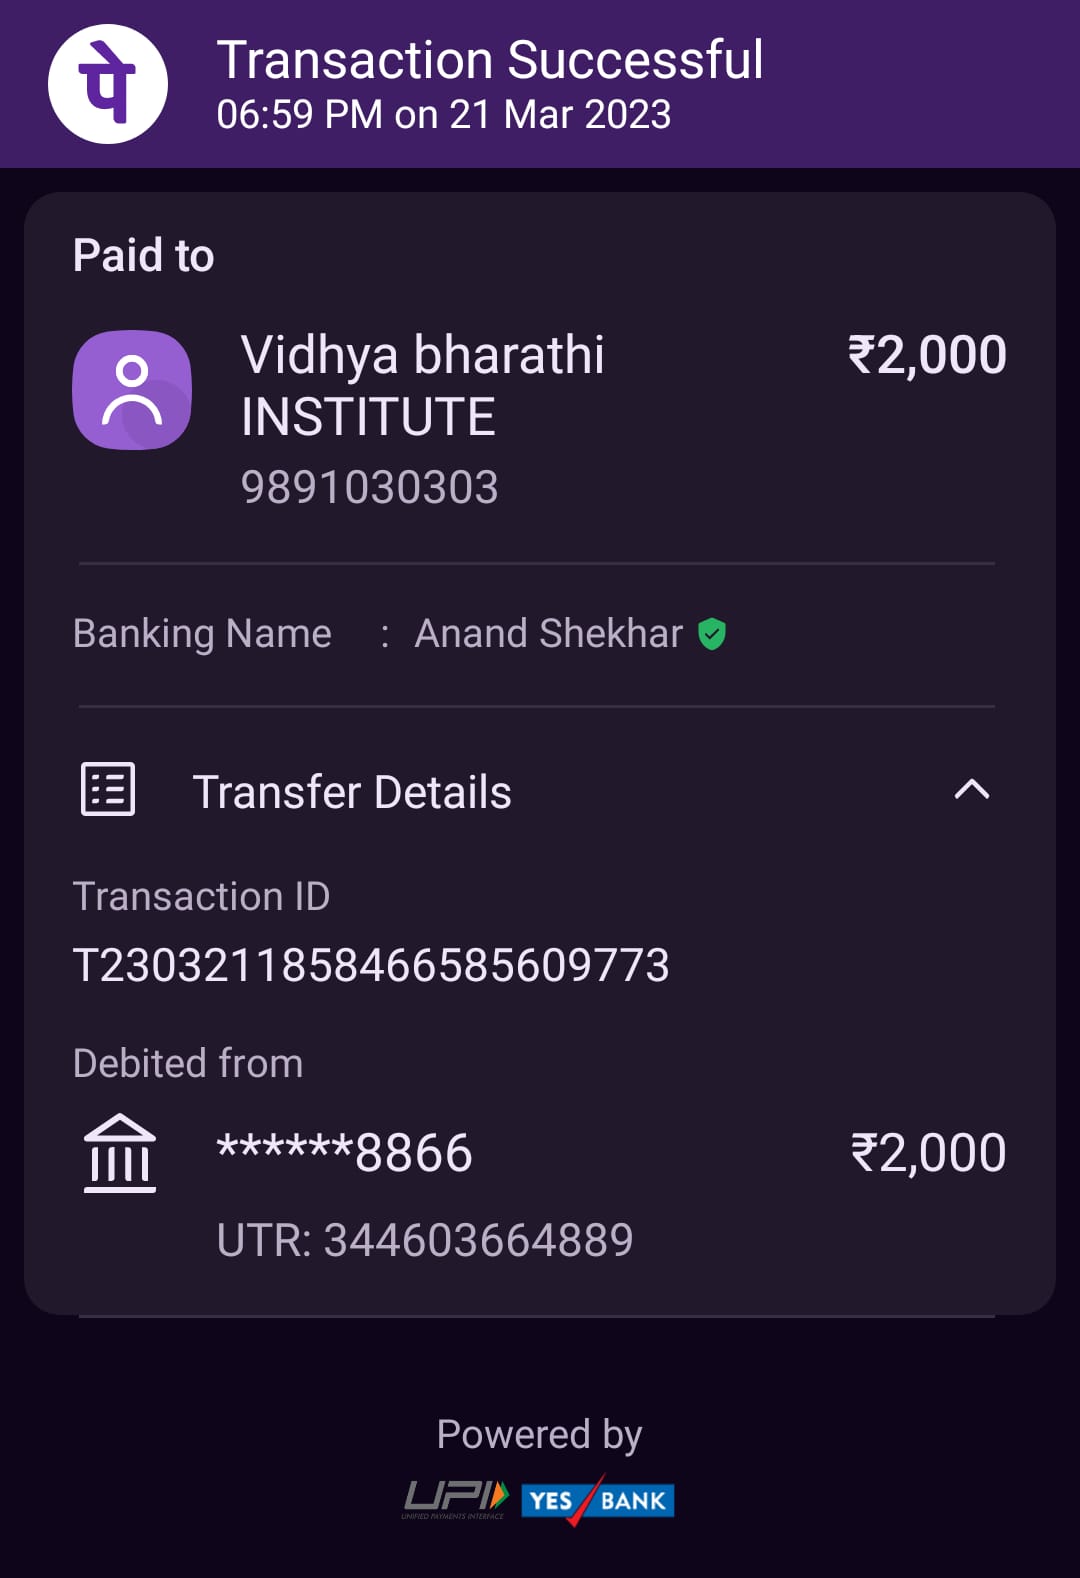 पे
Transaction Successful
06:59 PM on 21 Mar 2023
Paid to
Vidhya bharathi ₹2,000
INSTITUTE
9891030303
Banking Name : Anand Shekhar
Transfer Details
Transaction ID
T2303211858466585609773
Debited from
******8866 ₹2,000
UTR: 344603664889
Powered by
UPI YES BANK
UNIFIED PAYMENTS INTERFACE